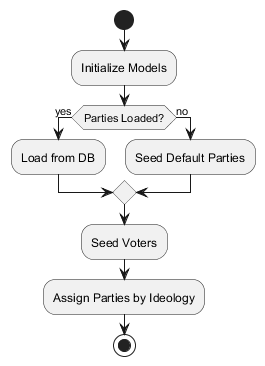 Initialize Models
Parties Loaded?
yes
no
Load from DB
Seed Default Parties
Seed Voters
Assign Parties by Ideology